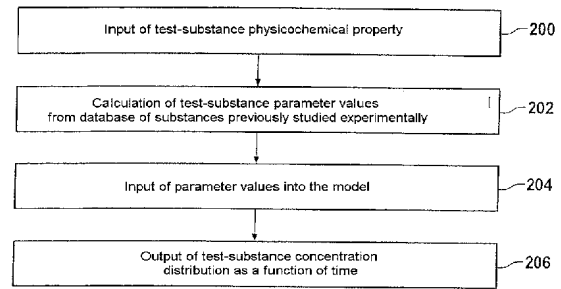 Input of test-substance physicochemical property
200
Calculation of test-substance parameter values
from database of substances previously studied experimentally
202
Input of parameter values into the model
204
Output of test-substance concentration
distribution as a function of time
206